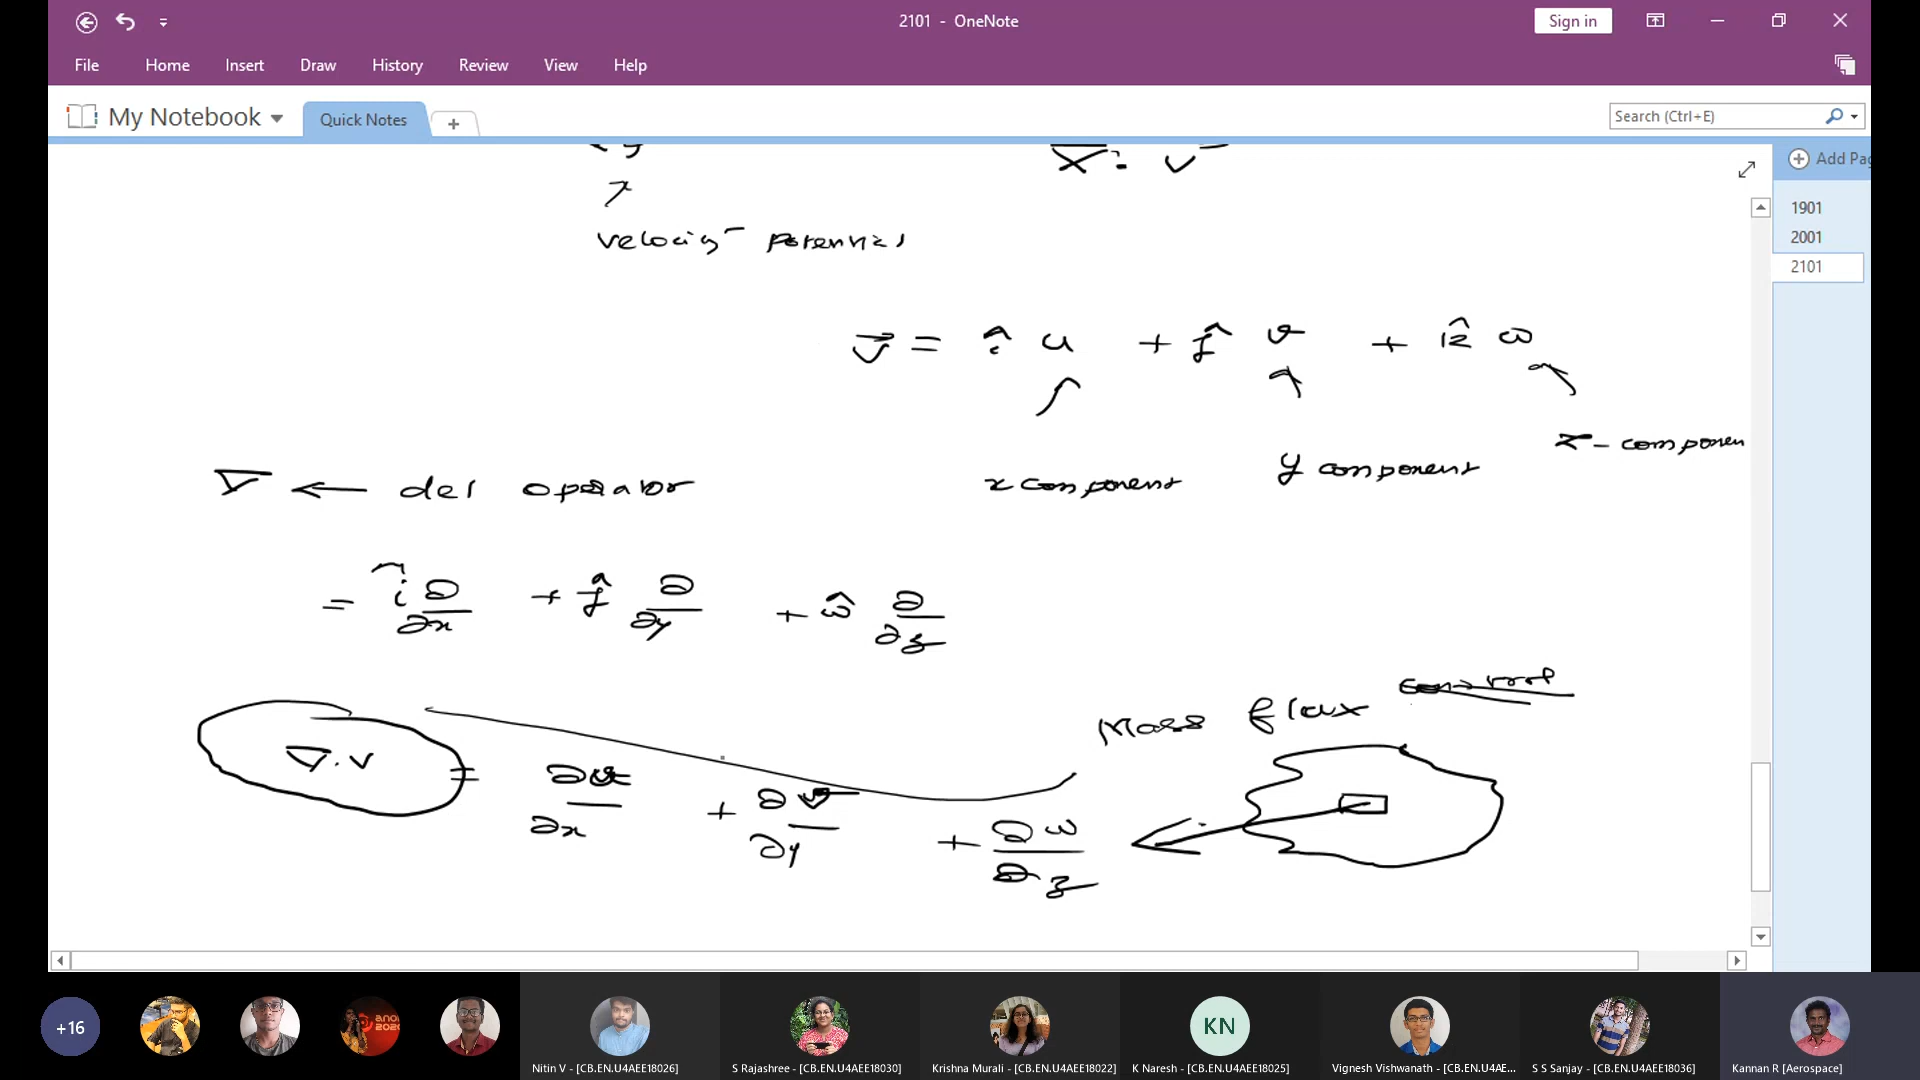 2101 - OneNote
Sign in
File Home Insert Draw History Review View Help
My Notebook
Quick Notes
+
Search (Ctrl+E)
Add Pag
1901
2001
2101
velocity potential
V⃗ = î u + ĵ v + k̂ w
x component
y component
z - componen
∇ ← del operator
= î ∂/∂x + ĵ ∂/∂y + ŵ ∂/∂z
Mass flux
∇.V = ∂u/∂x + ∂v/∂y + ∂w/∂z
+16
Nitin V - [CB.EN.U4AEE18026]
S Rajashree - [CB.EN.U4AEE18030]
Krishna Murali - [CB.EN.U4AEE18022]
KN
K Naresh - [CB.EN.U4AEE18025]
Vignesh Vishwanath - [CB.EN.U4AE...
S S Sanjay - [CB.EN.U4AEE18036]
Kannan R [Aerospace]